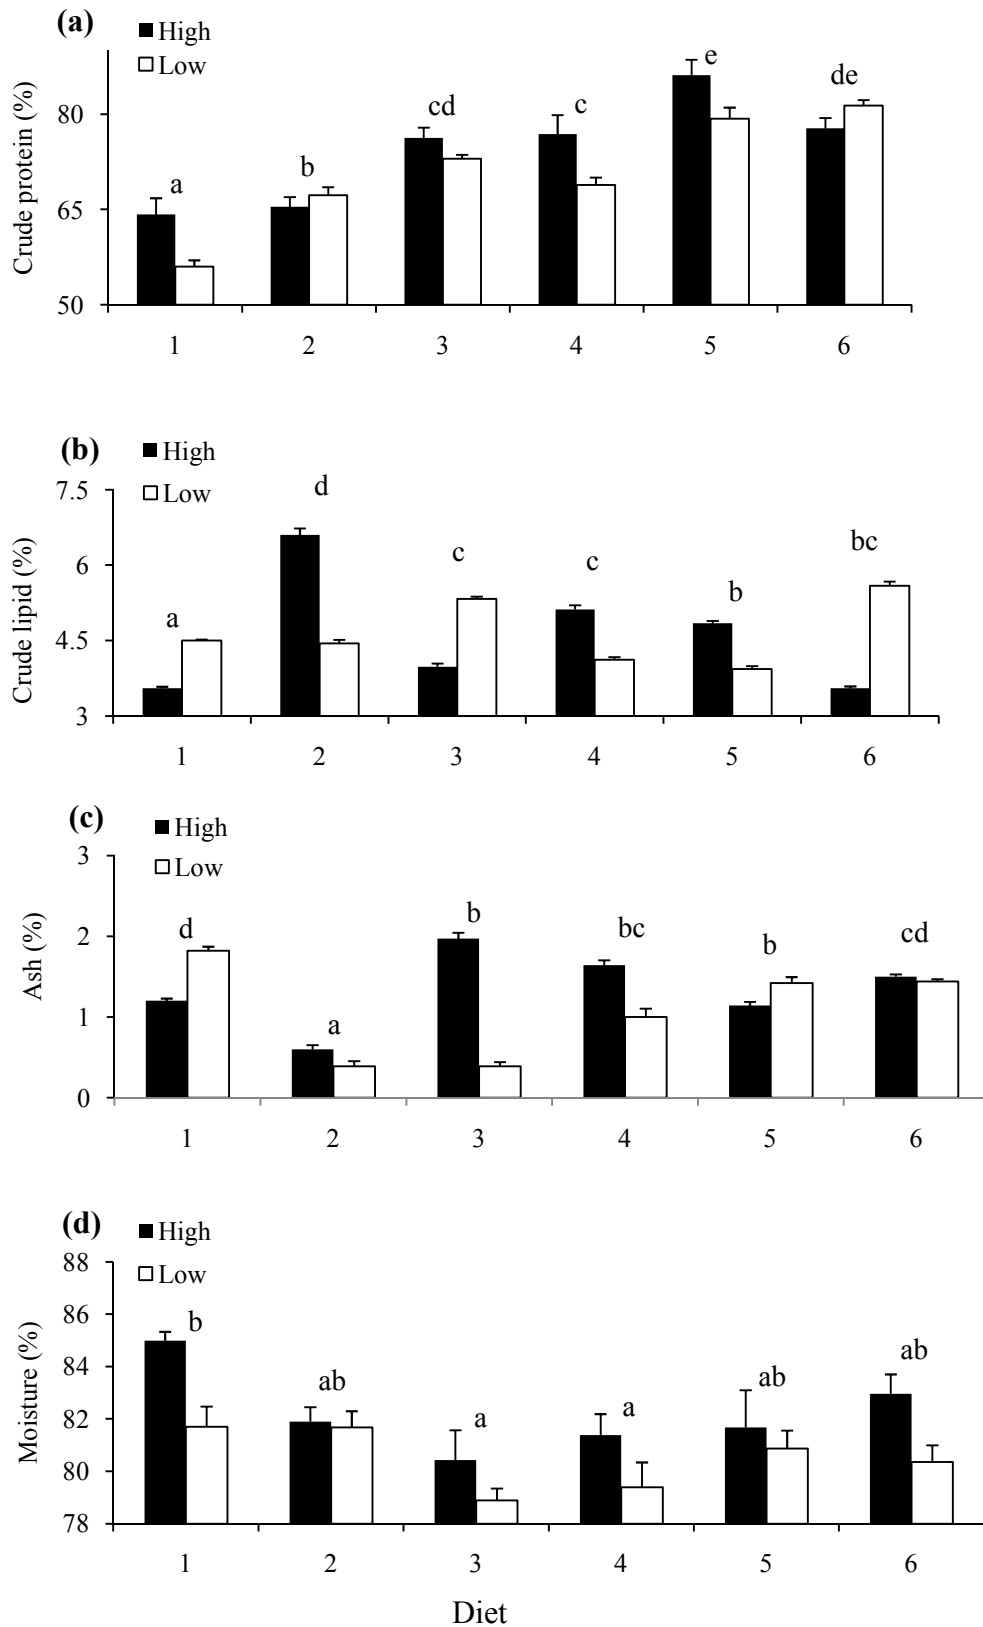 (a)
High
Low
Crude protein (%)
80
65
50
a
b
cd
c
e
de
1 2 3 4 5 6
(b)
High
Low
Crude lipid (%)
7.5
6
4.5
3
a
d
c
c
b
bc
1 2 3 4 5 6
(c)
High
Low
Ash (%)
3
2
1
0
d
a
b
bc
b
cd
1 2 3 4 5 6
(d)
High
Low
Moisture (%)
88
86
84
82
80
78
b
ab
a
a
ab
ab
1 2 3 4 5 6
Diet